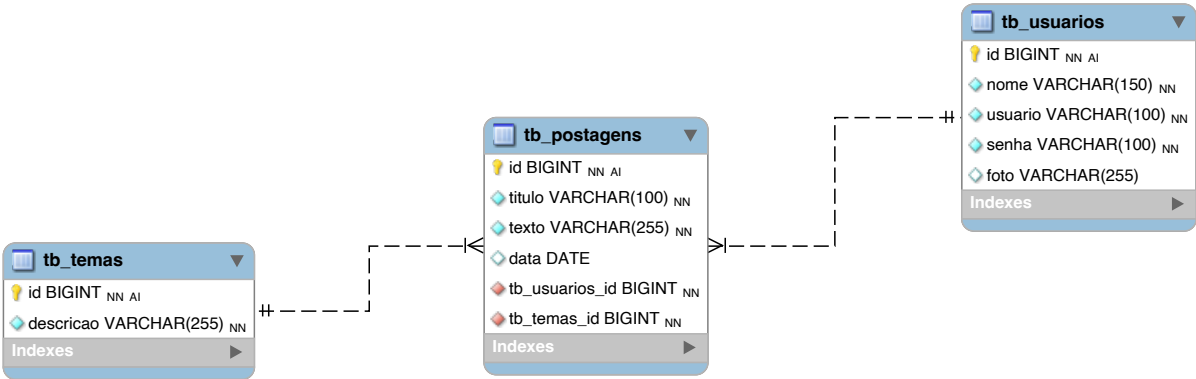 tb_usuarios
id BIGINT NN AI
nome VARCHAR(150) NN
usuario VARCHAR(100) NN
senha VARCHAR(100) NN
foto VARCHAR(255)
Indexes
tb_postagens
id BIGINT NN AI
titulo VARCHAR(100) NN
texto VARCHAR(255) NN
data DATE
tb_usuarios_id BIGINT NN
tb_temas_id BIGINT NN
Indexes
tb_temas
id BIGINT NN AI
descricao VARCHAR(255) NN
Indexes